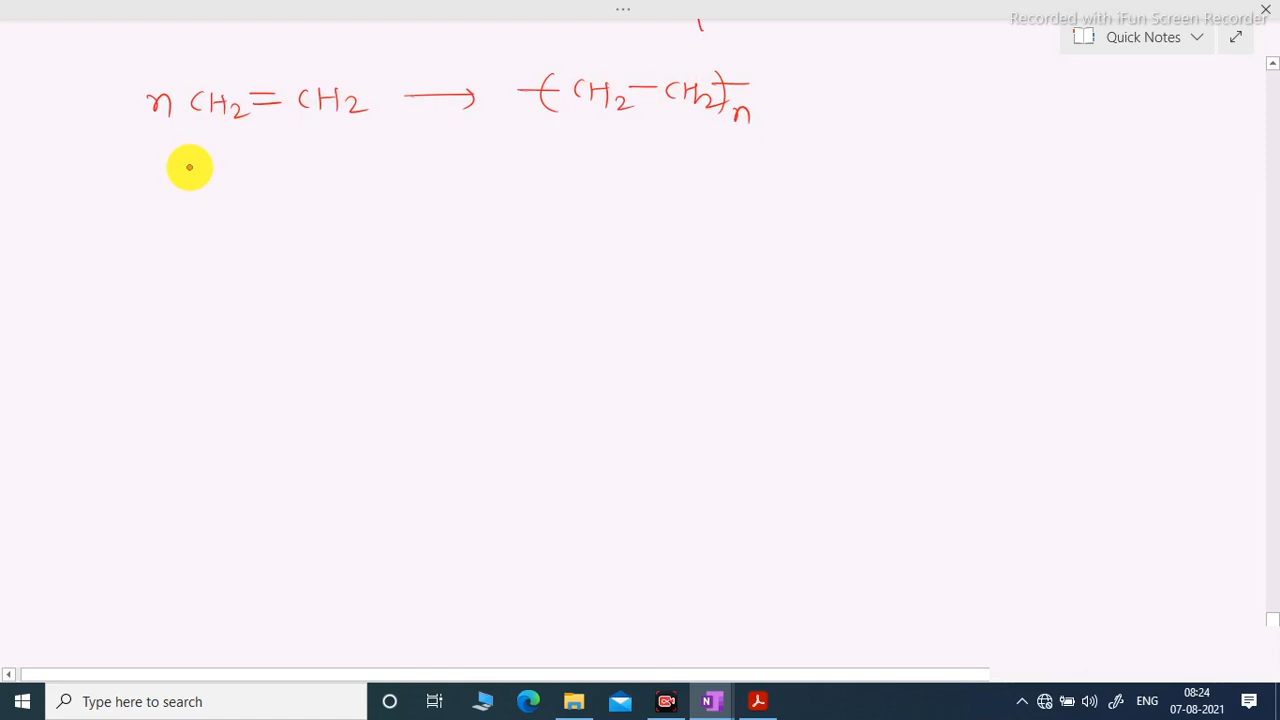 ...
Recorded with iFun Screen Recorder
Quick Notes
n CH2=CH2 ⟶ –(CH2–CH2)–n
Type here to search
ENG
08:24
07-08-2021